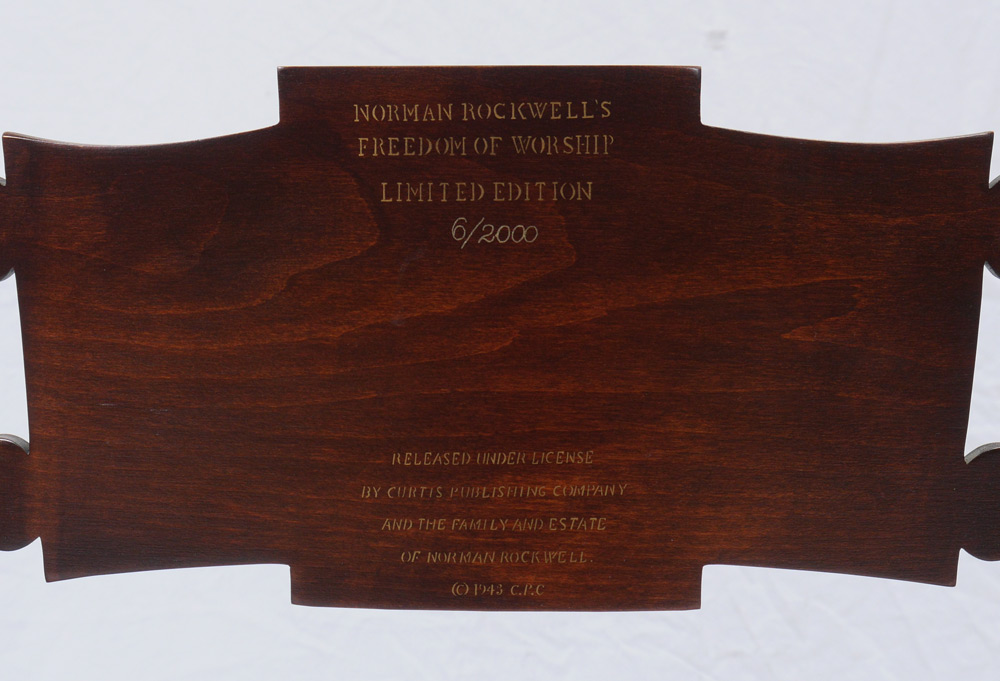 NORMAN ROCKWELL'S
FREEDOM OF WORSHIP
LIMITED EDITION
6/2000
RELEASED UNDER LICENSE
BY CURTIS PUBLISHING COMPANY
AND THE FAMILY AND ESTATE
OF NORMAN ROCKWELL.
(C) 1943 C.P.C